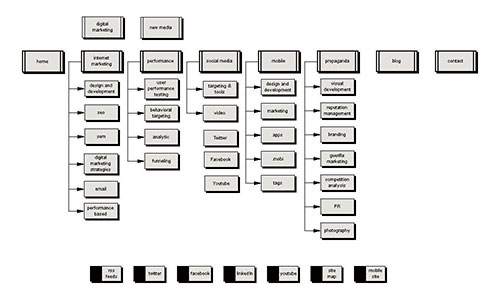 digital
marketing
new media
home
internet
marketing
performance
social media
mobile
propaganda
blog
contact
design and
development
seo
sem
digital
marketing
strategies
email
performance
based
user
performance
testing
behavioral
targeting
analytic
funneling
targeting &
tools
video
Twitter
Facebook
Youtube
design and
development
marketing
apps
.mobi
tags
visual
development
reputation
management
branding
guerilla
marketing
competition
analysis
PR
photography
rss
feeds
twitter
facebook
linkedin
youtube
site
map
mobile
site